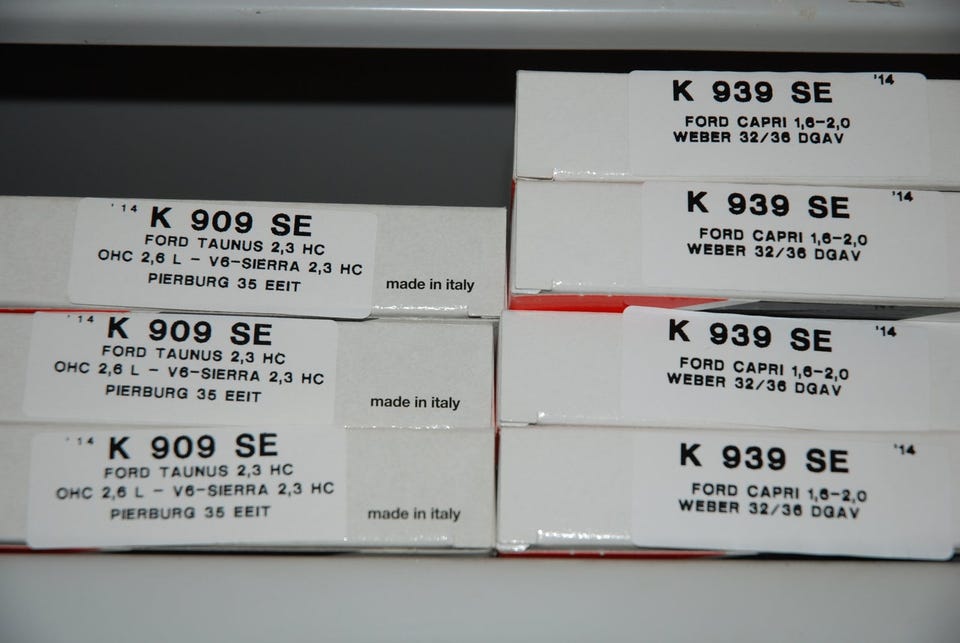 '14 K 909 SE
FORD TAUNUS 2,3 HC
OHC 2,6 L - V6-SIERRA 2,3 HC
PIERBURG 35 EEIT
made in italy
'14 K 909 SE
FORD TAUNUS 2,3 HC
OHC 2,6 L - V6-SIERRA 2,3 HC
PIERBURG 35 EEIT
made in italy
'14 K 909 SE
FORD TAUNUS 2,3 HC
OHC 2,6 L - V6-SIERRA 2,3 HC
PIERBURG 35 EEIT
made in italy
K 939 SE '14
FORD CAPRI 1,6-2,0
WEBER 32/36 DGAV
K 939 SE '14
FORD CAPRI 1,6-2,0
WEBER 32/36 DGAV
K 939 SE '14
FORD CAPRI 1,6-2,0
WEBER 32/36 DGAV
K 939 SE '14
FORD CAPRI 1,6-2,0
WEBER 32/36 DGAV